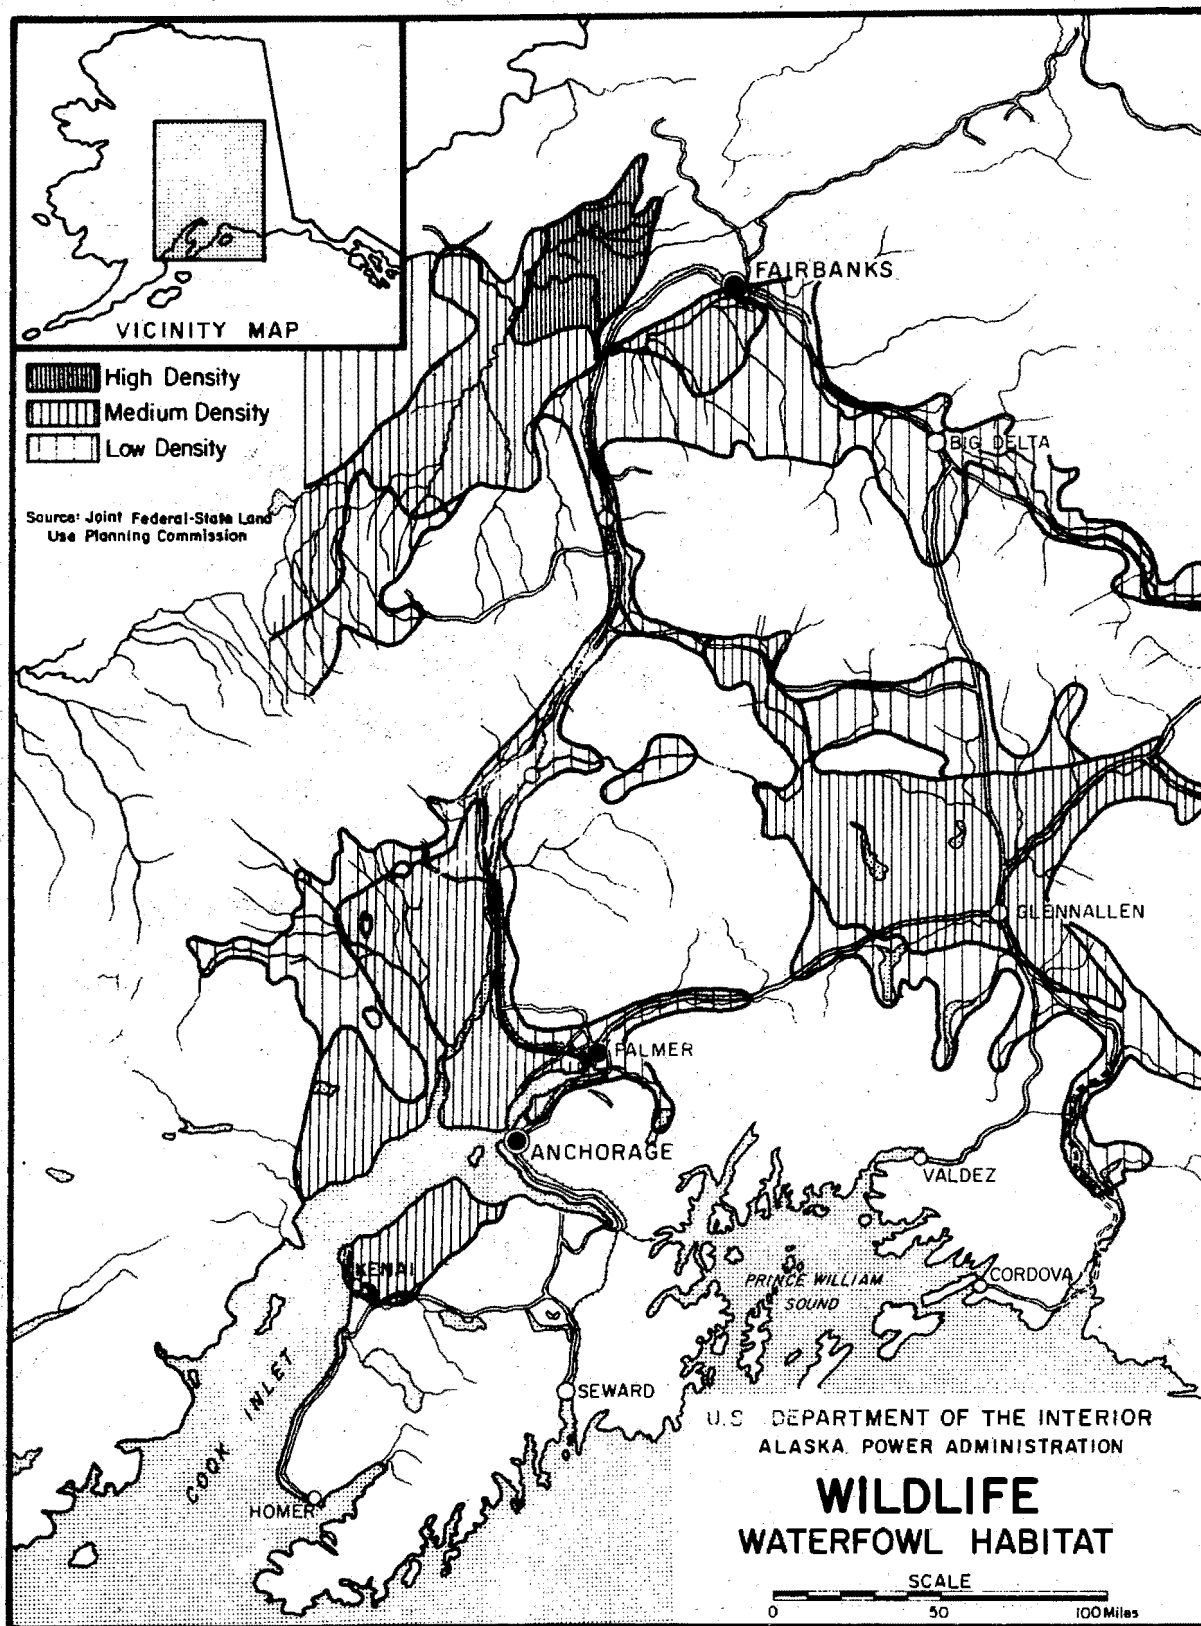 VICINITY MAP
High Density
Medium Density
Low Density
Source: Joint Federal-State Land
Use Planning Commission
FAIRBANKS
BIG DELTA
GLENNALLEN
PALMER
ANCHORAGE
VALDEZ
KENAI
CORDOVA
PRINCE WILLIAM
SOUND
COOK INLET
SEWARD
HOMER
U.S. DEPARTMENT OF THE INTERIOR
ALASKA POWER ADMINISTRATION
WILDLIFE
WATERFOWL HABITAT
SCALE
0 50 100 Miles